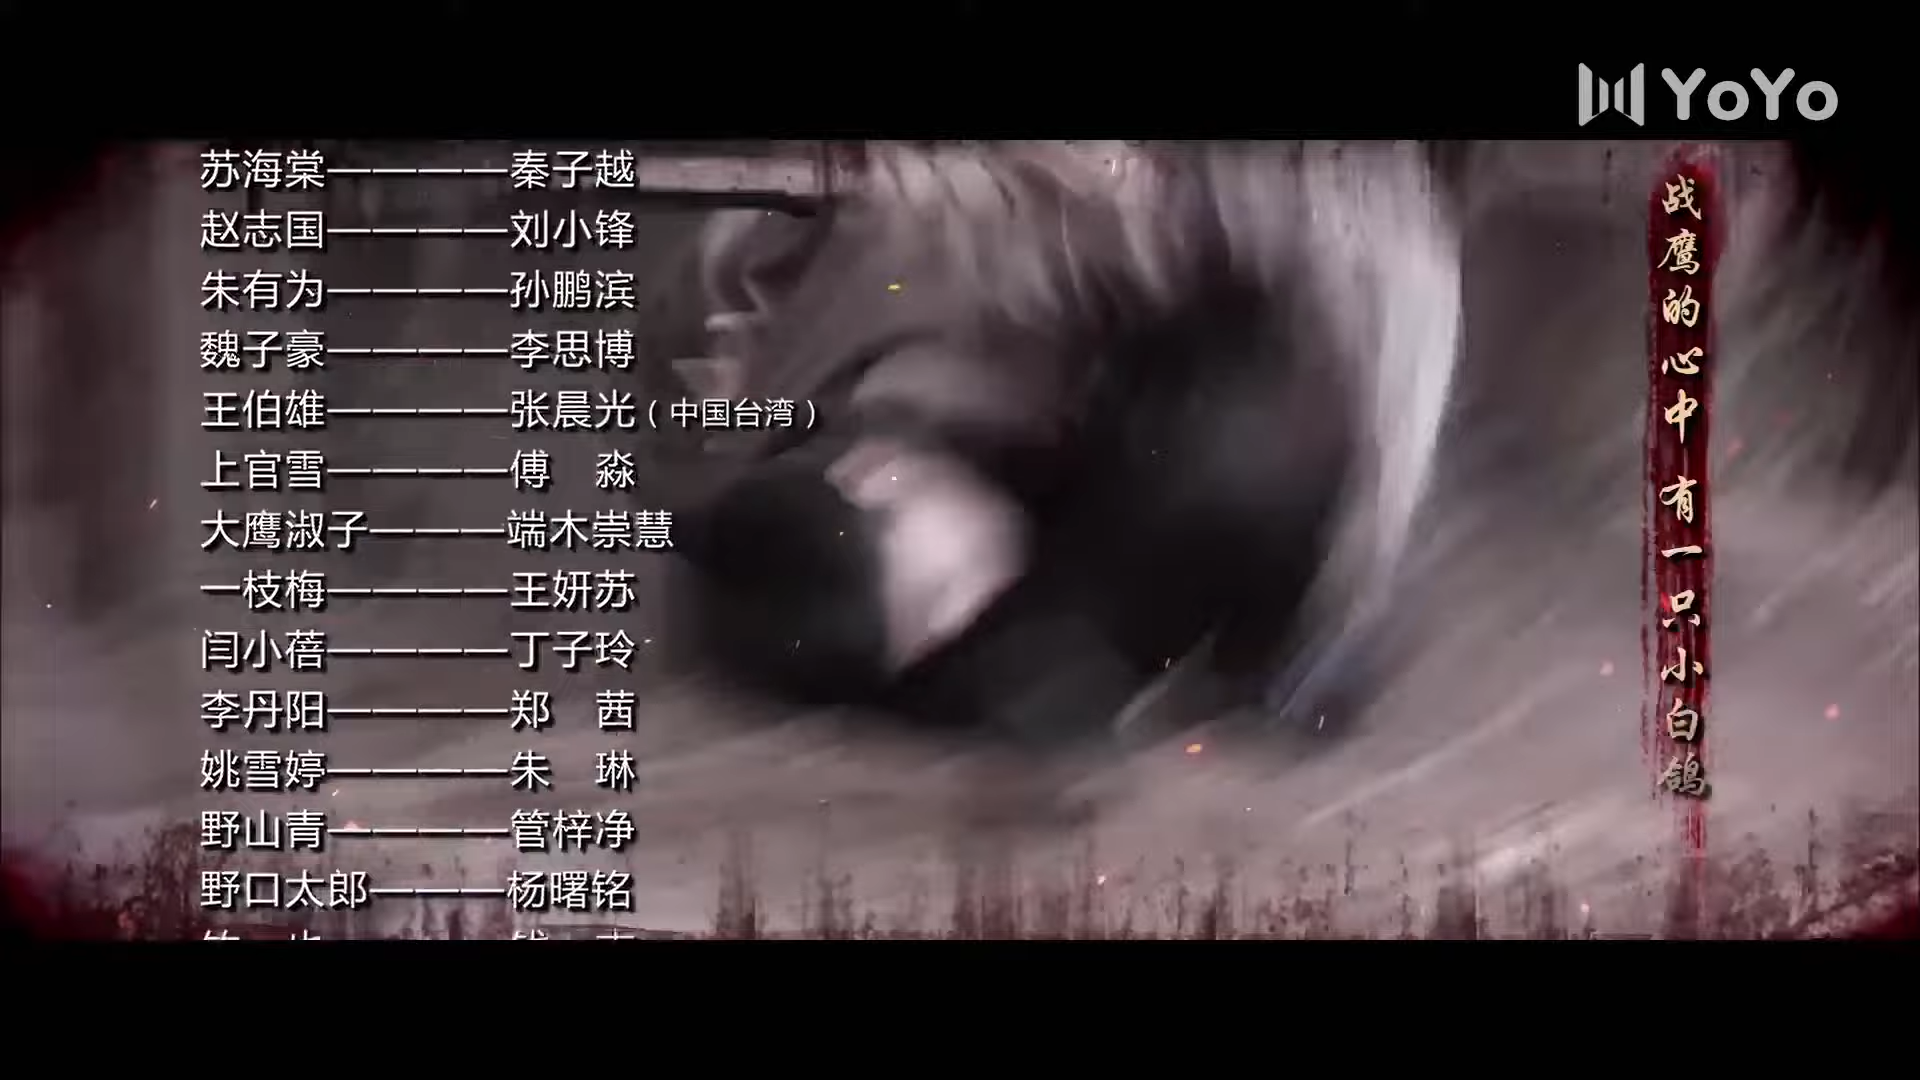 YoYo
苏海棠————秦子越
赵志国————刘小锋
朱有为————孙鹏滨
魏子豪————李思博
王伯雄————张晨光（中国台湾）
上官雪————傅　淼
大鹰淑子———端木崇慧
一枝梅————王妍苏
闫小蓓————丁子玲
李丹阳————郑　茜
姚雪婷————朱　琳
野山青————管梓净
野口太郎———杨曙铭
战鹰的心中有一只小白鸽